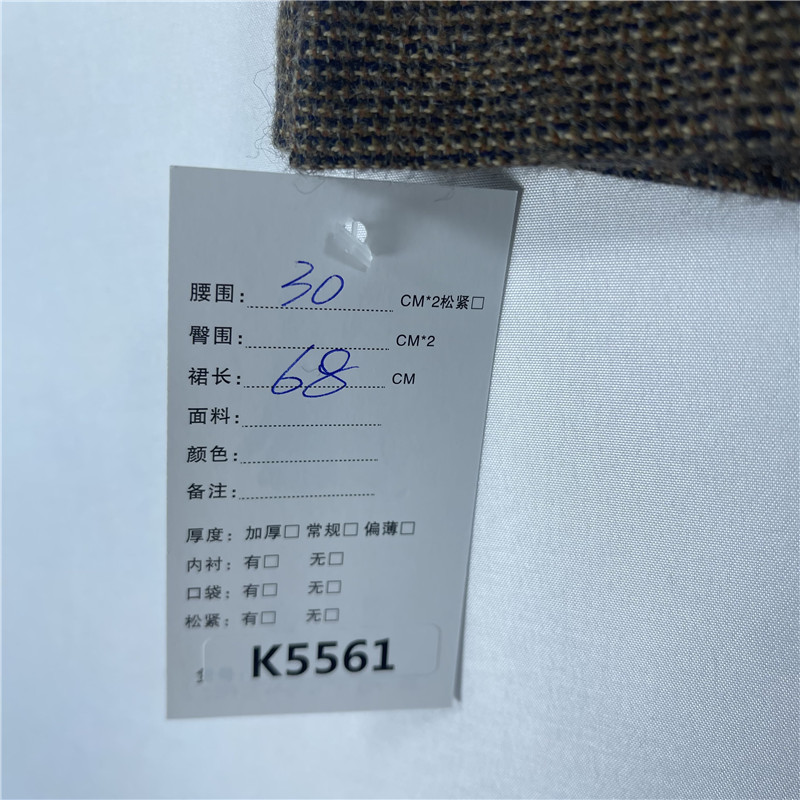 腰围: 30 CM*2松紧□
臀围: CM*2
裙长: 68 CM
面料:
颜色:
备注:
厚度: 加厚□ 常规□ 偏薄□
内衬: 有□ 无□
口袋: 有□ 无□
松紧: 有□ 无□
K5561